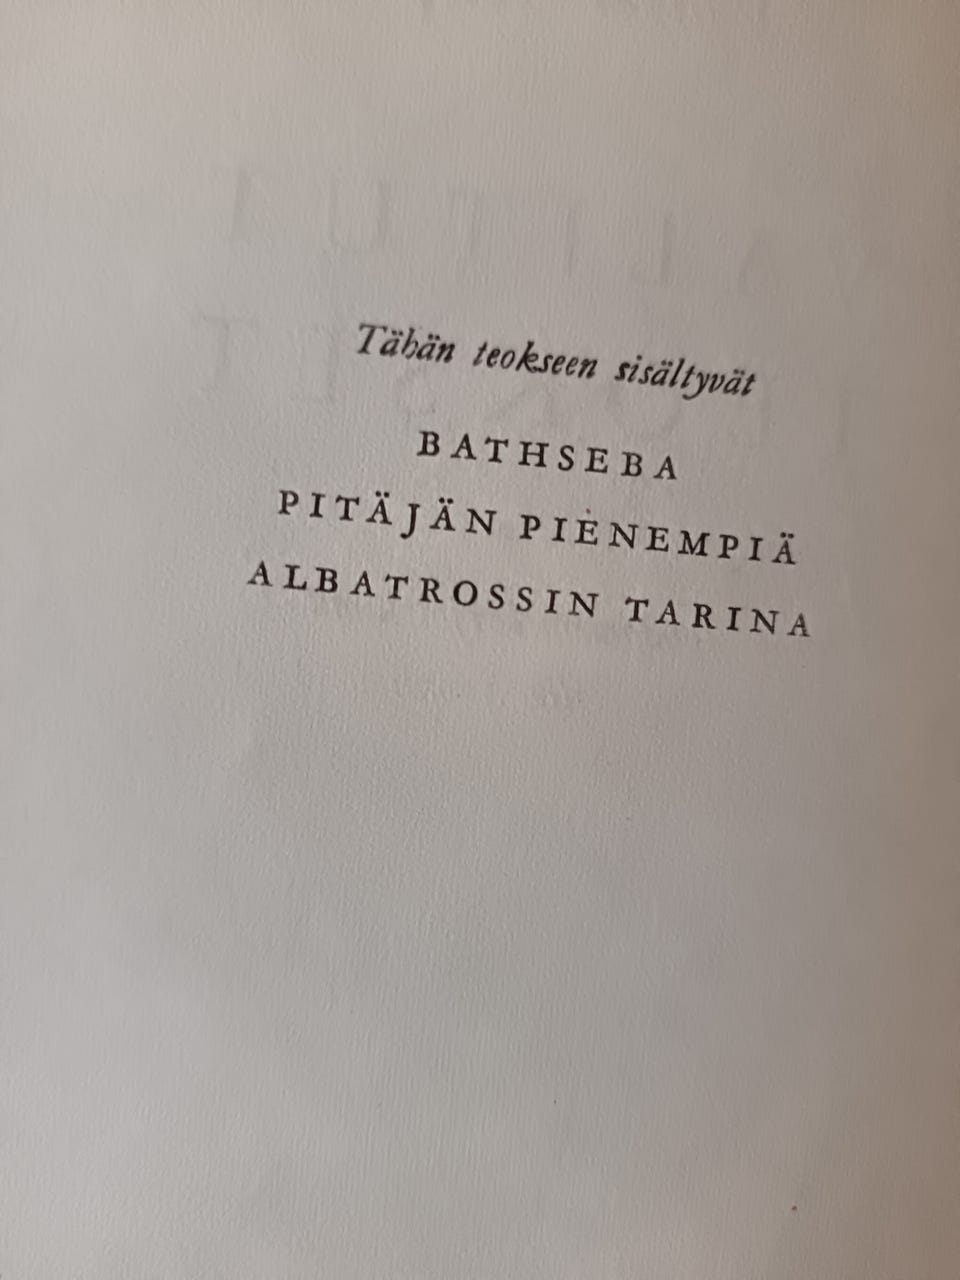 Tähän teokseen sisältyvät
BATHSEBA
PITÄJÄN PIENEMPIÄ
ALBATROSSIN TARINA